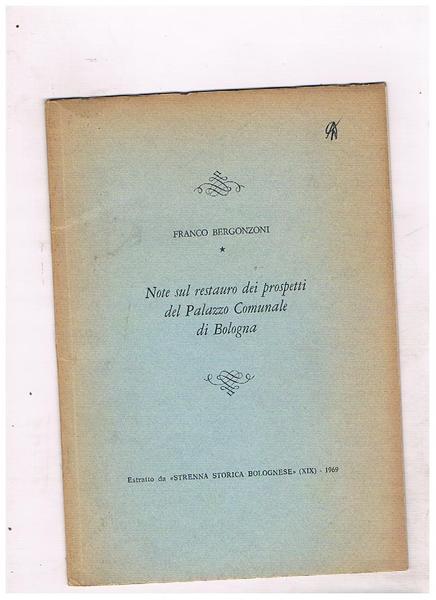 FRANCO BERGONZONI
★
Note sul restauro dei prospetti
del Palazzo Comunale
di Bologna
Estratto da «STRENNA STORICA BOLOGNESE» (XIX) - 1969